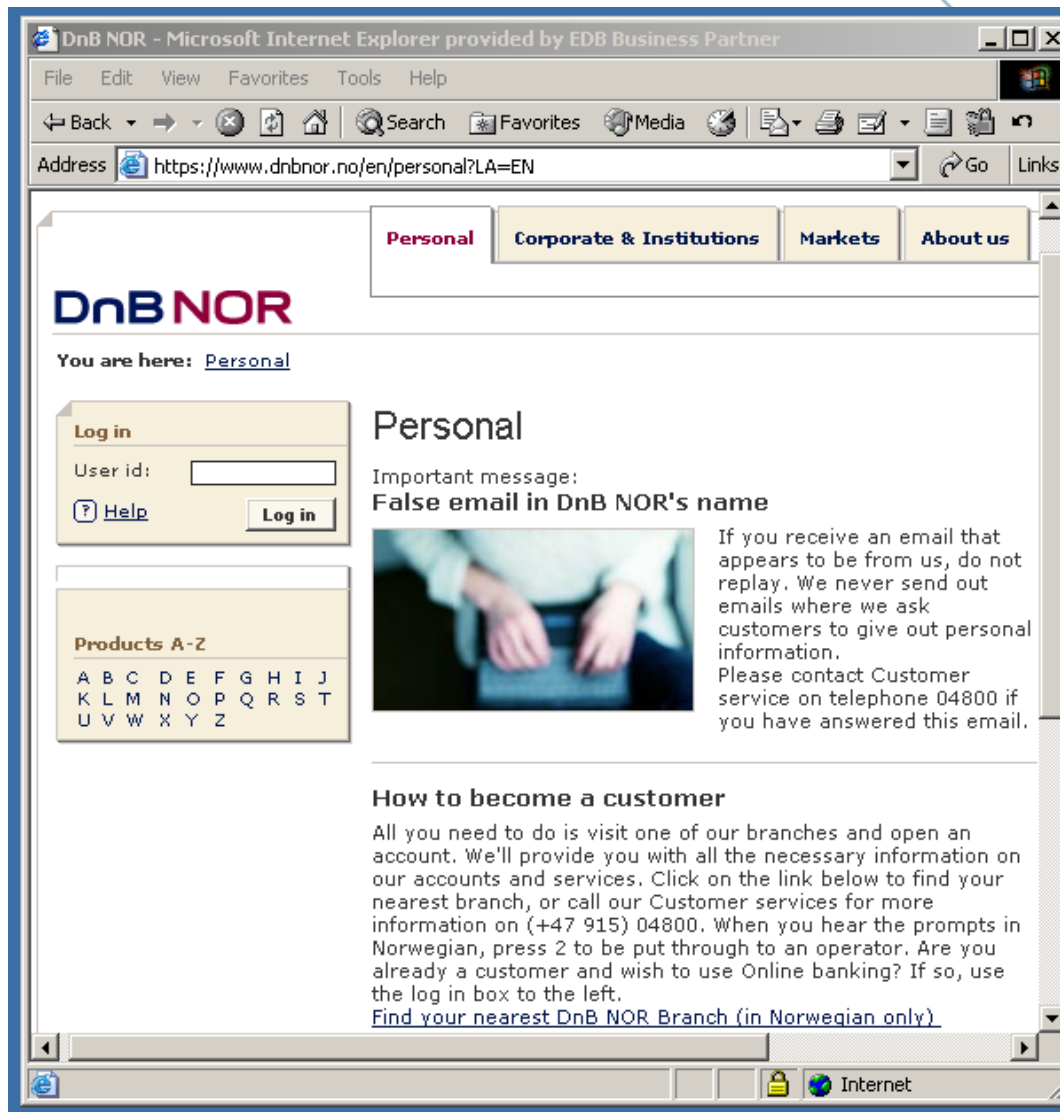 DnB NOR - Microsoft Internet Explorer provided by EDB Business Partner
File Edit View Favorites Tools Help
Back Search Favorites Media
Address https://www.dnbnor.no/en/personal?LA=EN Go Links
Personal Corporate & Institutions Markets About us
DnB NOR
You are here: Personal
Log in
User id:
? Help Log in
Products A-Z
A B C D E F G H I J
K L M N O P Q R S T
U V W X Y Z
Personal
Important message:
False email in DnB NOR's name
If you receive an email that
appears to be from us, do not
replay. We never send out
emails where we ask
customers to give out personal
information.
Please contact Customer
service on telephone 04800 if
you have answered this email.
How to become a customer
All you need to do is visit one of our branches and open an
account. We'll provide you with all the necessary information on
our accounts and services. Click on the link below to find your
nearest branch, or call our Customer services for more
information on (+47 915) 04800. When you hear the prompts in
Norwegian, press 2 to be put through to an operator. Are you
already a customer and wish to use Online banking? If so, use
the log in box to the left.
Find your nearest DnB NOR Branch (in Norwegian only)
Internet